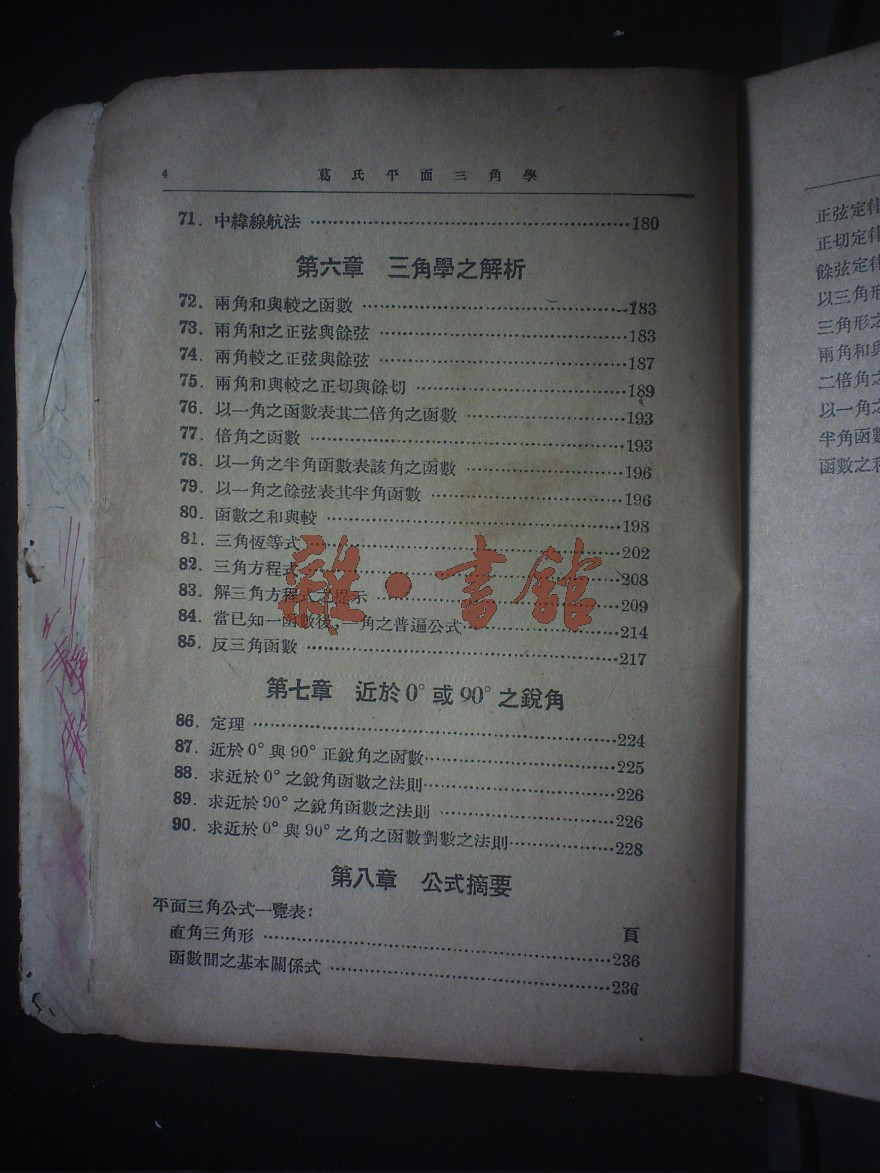 4 葛氏平面三角學
71. 中緯線航法 180
第六章 三角學之解析
72. 兩角和與較之函數 183
73. 兩角和之正弦與餘弦 183
74. 兩角較之正弦與餘弦 187
75. 兩角和與較之正切與餘切 189
76. 以一角之函數表其二倍角之函數 193
77. 倍角之函數 193
78. 以一角之半角函數表該角之函數 196
79. 以一角之餘弦表其半角函數 196
80. 函數之和與較 198
81. 三角恆等式 202
82. 三角方程式 208
83. 解三角方程式之提示 209
84. 當已知一函數後,一角之普遍公式 214
85. 反三角函數 217
雜·書館
第七章 近於0°或90°之銳角
86. 定理 224
87. 近於0°與90°正銳角之函數 225
88. 求近於0°之銳角函數之法則 226
89. 求近於90°之銳角函數之法則 226
90. 求近於0°與90°之角之函數對數之法則 228
第八章 公式摘要
平面三角公式一覽表:
頁
直角三角形 236
函數間之基本關係式 236
正弦定律
正切定律
餘弦定律
以三角形
三角形之
兩角和與
二倍角之
以一角之
半角函數
函數之和